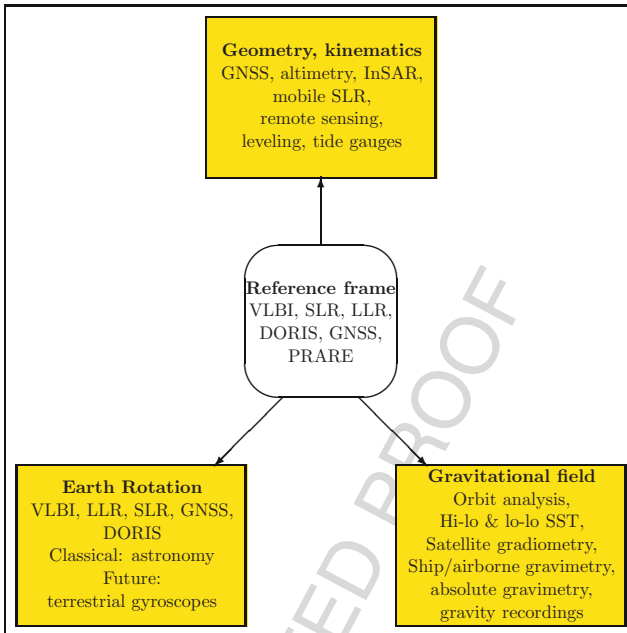 Geometry, kinematics
GNSS, altimetry, InSAR,
mobile SLR,
remote sensing,
leveling, tide gauges
Reference frame
VLBI, SLR, LLR,
DORIS, GNSS,
PRARE
Earth Rotation
VLBI, LLR, SLR, GNSS,
DORIS
Classical: astronomy
Future:
terrestrial gyroscopes
Gravitational field
Orbit analysis,
Hi-lo & lo-lo SST,
Satellite gradiometry,
Ship/airborne gravimetry,
absolute gravimetry,
gravity recordings
TED PROOF